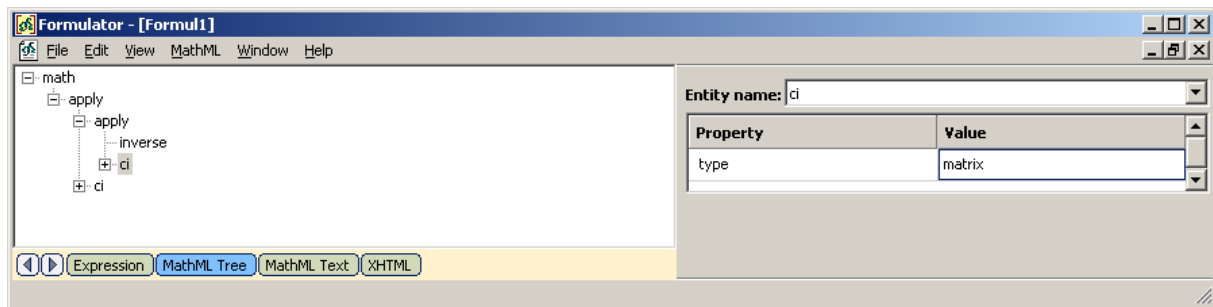 Formulator - [Formul1]
File Edit View MathML Window Help
math
apply
apply
inverse
ci
ci
Entity name: ci
Property Value
type matrix
Expression MathML Tree MathML Text XHTML